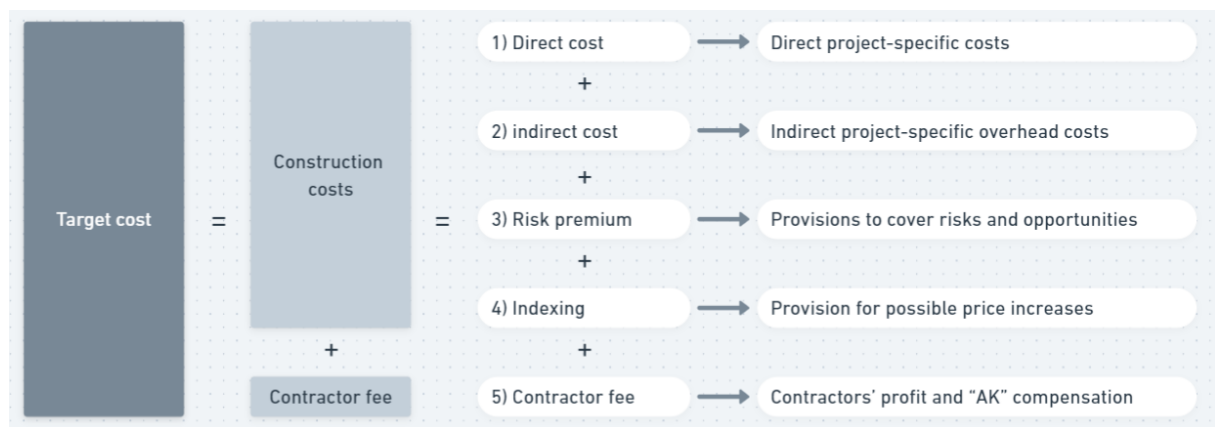 Target cost
=
Construction
costs
+
Contractor fee
=
1) Direct cost
Direct project-specific costs
+
2) indirect cost
Indirect project-specific overhead costs
+
3) Risk premium
Provisions to cover risks and opportunities
+
4) Indexing
Provision for possible price increases
+
5) Contractor fee
Contractors’ profit and “AK” compensation